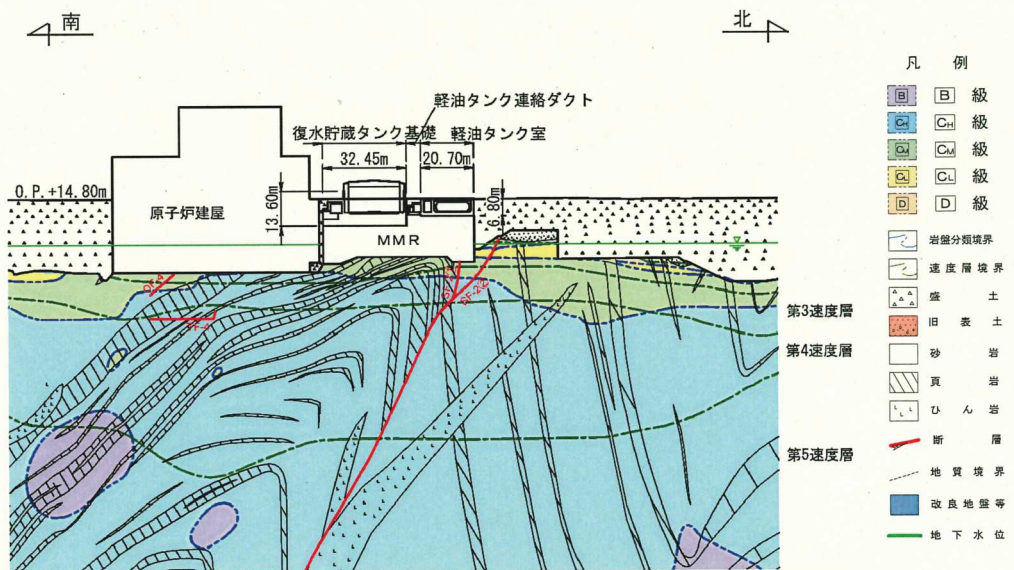 南
北
軽油タンク連絡ダクト
復水貯蔵タンク基礎
軽油タンク室
32.45m
20.70m
O.P.+14.80m
13.60m
6.80m
原子炉建屋
MMR
OF-4
SF-4
第3速度層
第4速度層
第5速度層
凡例
B B 級
CH CH 級
CM CM 級
CL CL 級
D D 級
岩盤分類境界
速度層境界
盛土
旧表土
砂岩
頁岩
ひん岩
断層
地質境界
改良地盤等
地下水位